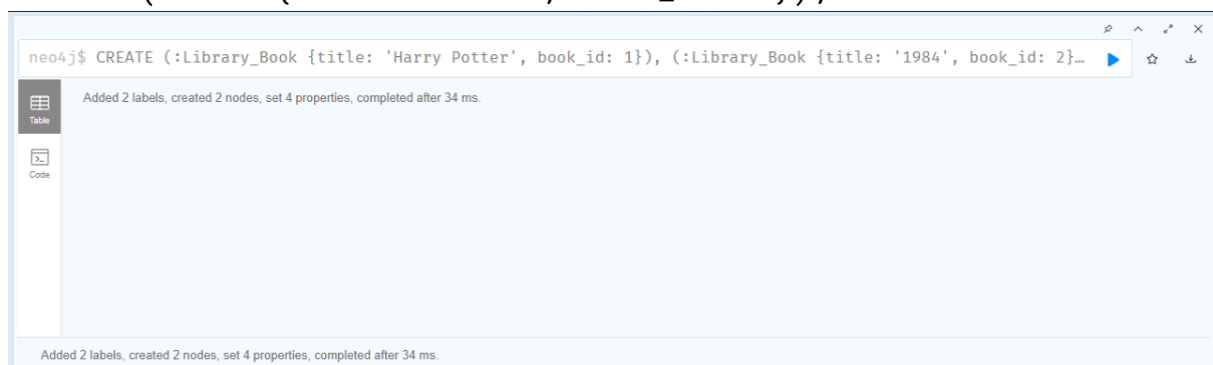 neo4j$ CREATE (:Library_Book {title: 'Harry Potter', book_id: 1}), (:Library_Book {title: '1984', book_id: 2}…
Table
Added 2 labels, created 2 nodes, set 4 properties, completed after 34 ms.
Code
Added 2 labels, created 2 nodes, set 4 properties, completed after 34 ms.